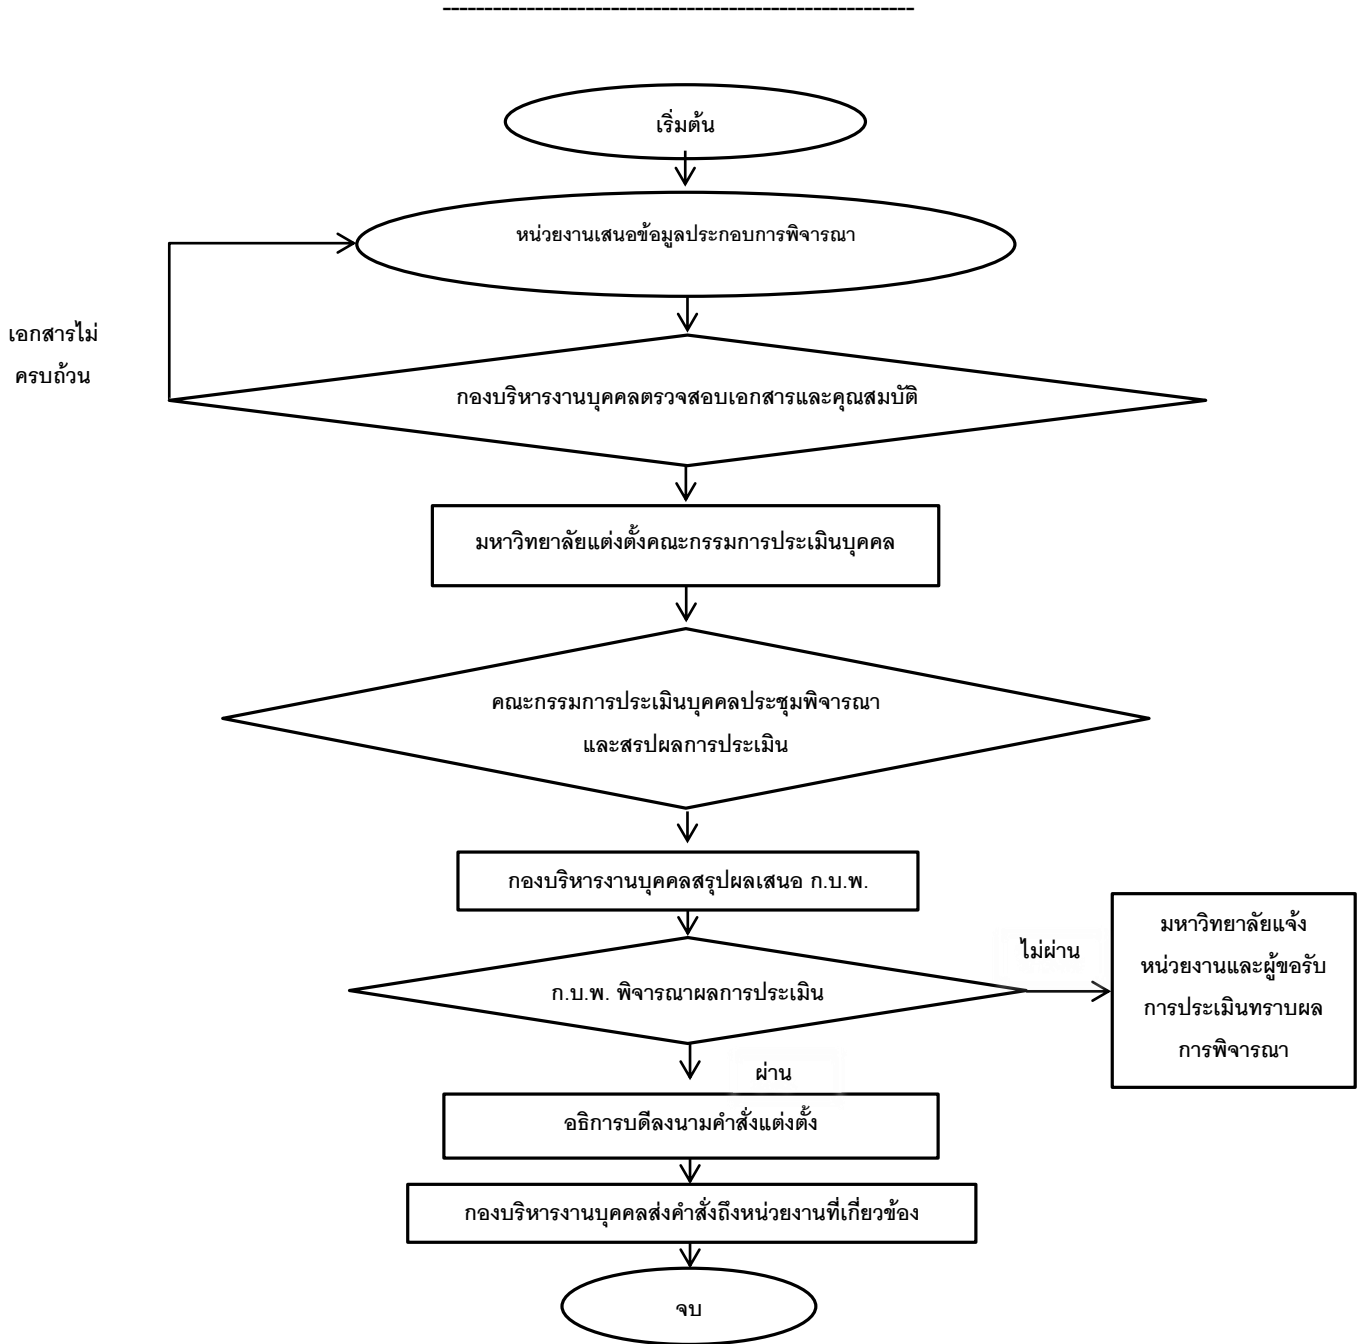 --------------------------------------------------------
เริ่มต้น
หน่วยงานเสนอข้อมูลประกอบการพิจารณา
เอกสารไม่
ครบถ้วน
กองบริหารงานบุคคลตรวจสอบเอกสารและคุณสมบัติ
มหาวิทยาลัยแต่งตั้งคณะกรรมการประเมินบุคคล
คณะกรรมการประเมินบุคคลประชุมพิจารณา
และสรปผลการประเมิน
กองบริหารงานบุคคลสรุปผลเสนอ ก.บ.พ.
ไม่ผ่าน
มหาวิทยาลัยแจ้ง
หน่วยงานและผู้ขอรับ
การประเมินทราบผล
การพิจารณา
ก.บ.พ. พิจารณาผลการประเมิน
ผ่าน
อธิการบดีลงนามคำสั่งแต่งตั้ง
กองบริหารงานบุคคลส่งคำสั่งถึงหน่วยงานที่เกี่ยวข้อง
จบ